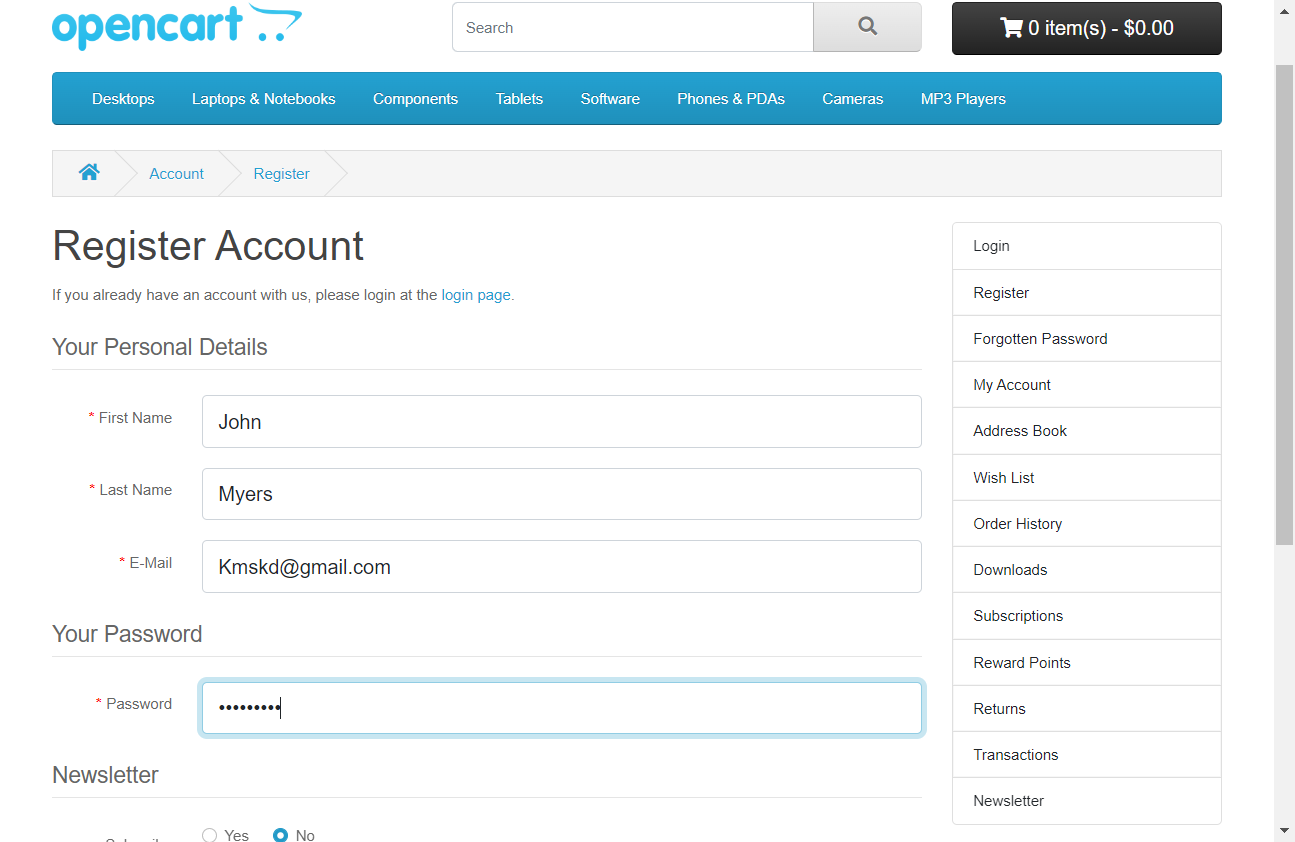 opencart
Search
0 item(s) - $0.00
Desktops Laptops & Notebooks Components Tablets Software Phones & PDAs Cameras MP3 Players
Account Register
Register Account
If you already have an account with us, please login at the login page.
Your Personal Details
* First Name John
* Last Name Myers
* E-Mail Kmskd@gmail.com
Your Password
* Password •••••••••
Newsletter
Yes No
Login
Register
Forgotten Password
My Account
Address Book
Wish List
Order History
Downloads
Subscriptions
Reward Points
Returns
Transactions
Newsletter